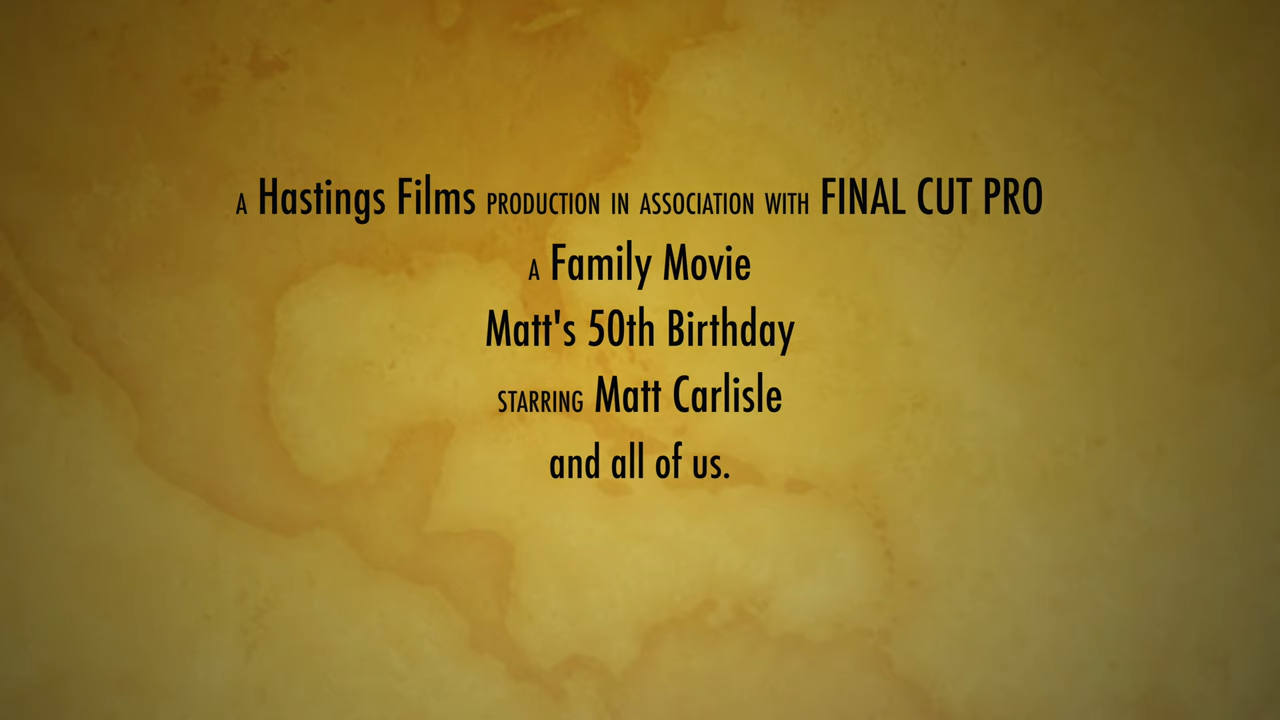 A Hastings Films PRODUCTION IN ASSOCIATION WITH FINAL CUT PRO
A Family Movie
Matt's 50th Birthday
STARRING Matt Carlisle
and all of us.